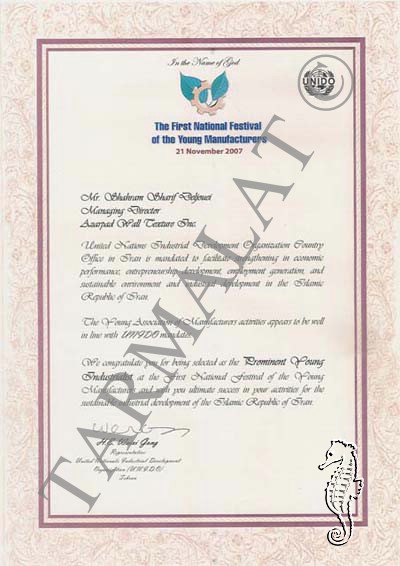 In the Name of God
UNIDO
The First National Festival
of the Young Manufacturers
21 November 2007
Mr. Shahram Sharif Deljouei
Managing Director
Azarpad Wall Texture Inc.
United Nations Industrial Development Organization Country
Office in Iran is mandated to facilitate strengthening in economic
performance, entrepreneurship development, employment generation, and
sustainable environment and industrial development in the Islamic
Republic of Iran.
The Young Association of Manufacturers activities appears to be well
in line with UNIDO mandates.
We congratulate you for being selected as the Prominent Young
Industrialist at the First National Festival of the Young
Manufacturers and wish you ultimate success in your activities for the
sustainable industrial development of the Islamic Republic of Iran.
Representative
United Nations Industrial Development
Organization (UNIDO)
Tehran
TARMALAT